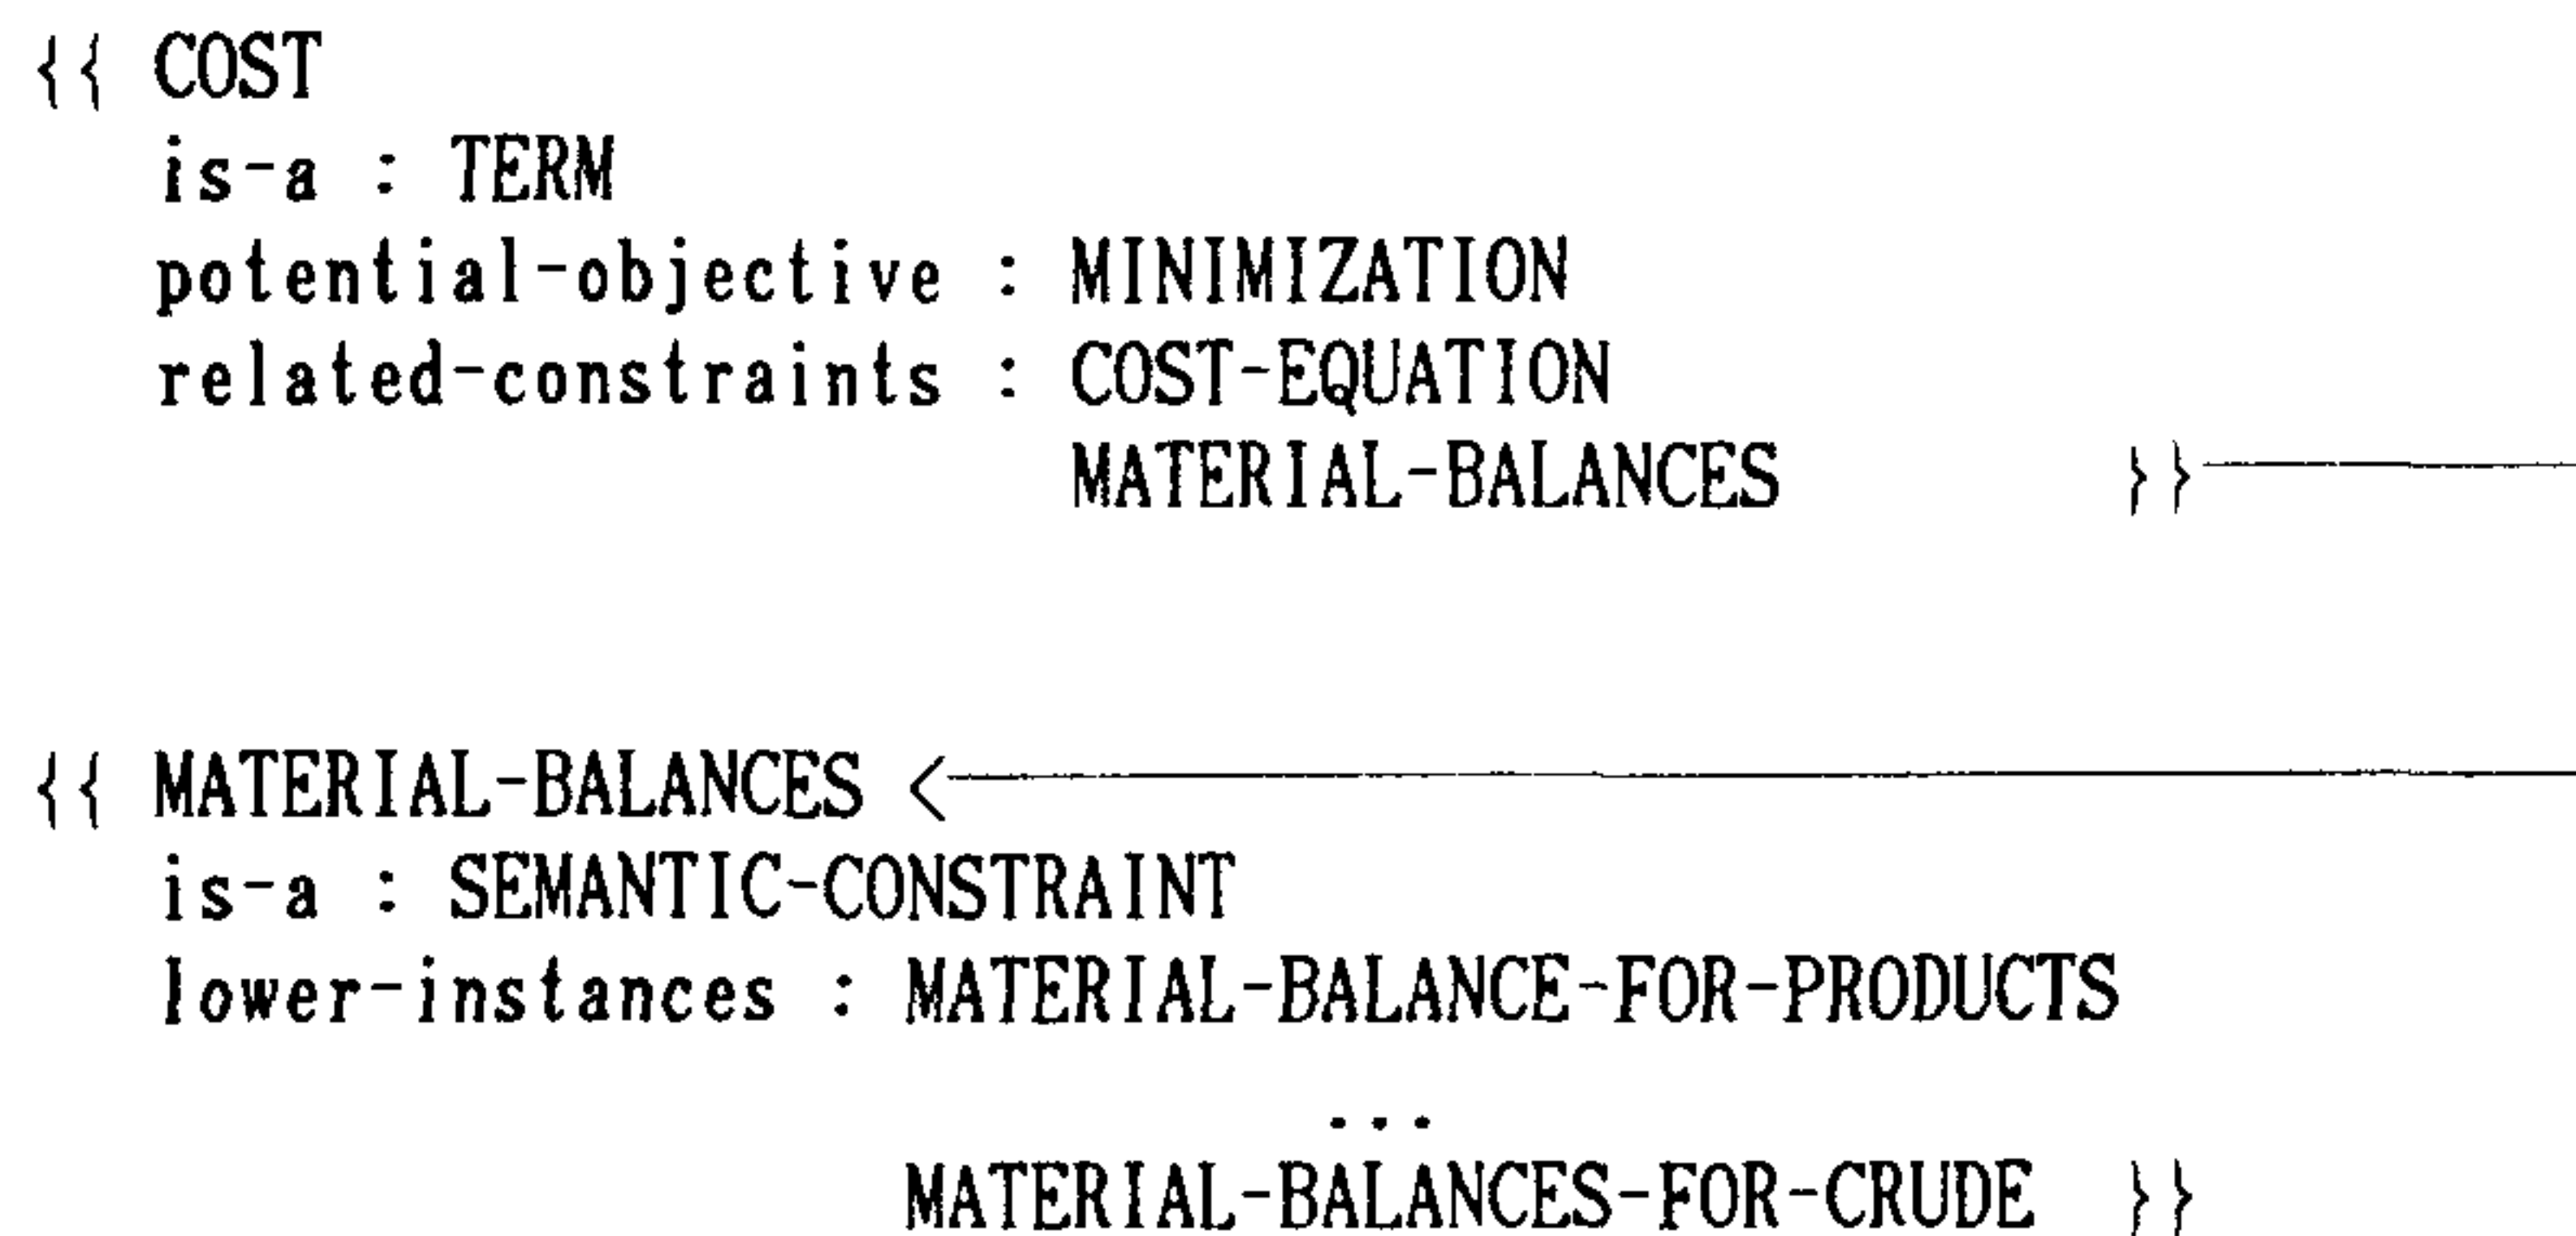 {{ COST
is-a : TERM
potential-objective : MINIMIZATION
related-constraints : COST-EQUATION
MATERIAL-BALANCES }}
{{ MATERIAL-BALANCES <
is-a : SEMANTIC-CONSTRAINT
lower-instances : MATERIAL-BALANCE-FOR-PRODUCTS
...
MATERIAL-BALANCES-FOR-CRUDE }}